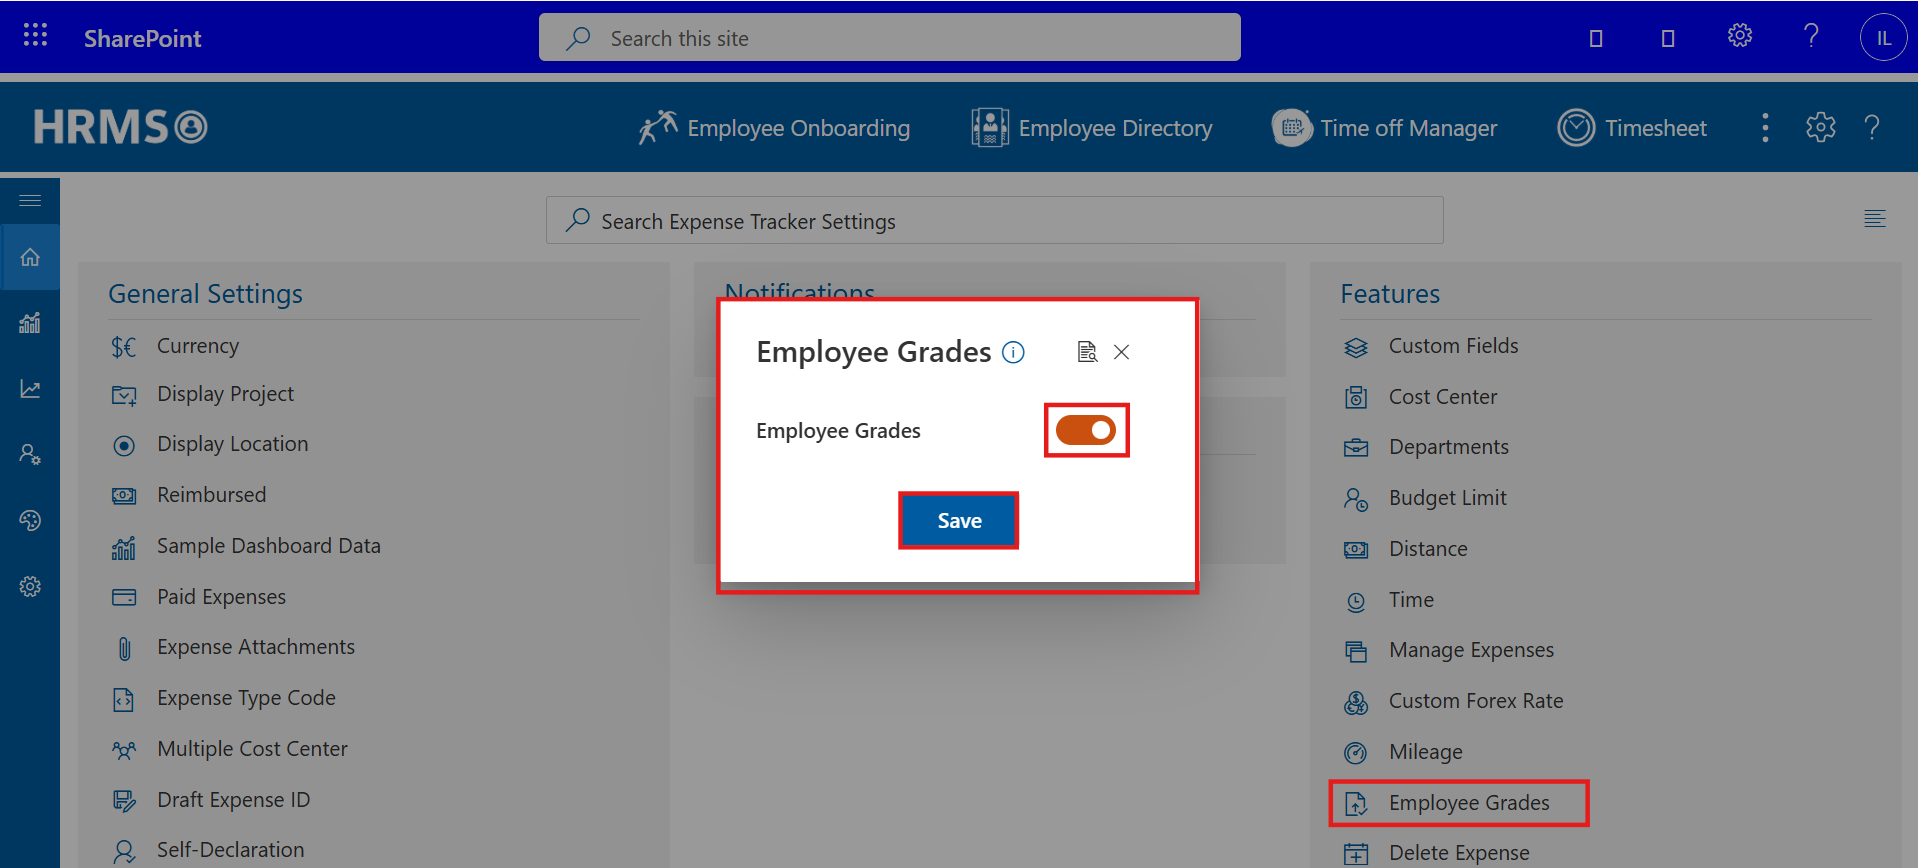 SharePoint
Search this site
IL
HRMS
Employee Onboarding
Employee Directory
Time off Manager
Timesheet
Search Expense Tracker Settings
General Settings
Currency
Display Project
Display Location
Reimbursed
Sample Dashboard Data
Paid Expenses
Expense Attachments
Expense Type Code
Multiple Cost Center
Draft Expense ID
Self-Declaration
Notifications
Employee Grades
Employee Grades
Save
Features
Custom Fields
Cost Center
Departments
Budget Limit
Distance
Time
Manage Expenses
Custom Forex Rate
Mileage
Employee Grades
Delete Expense